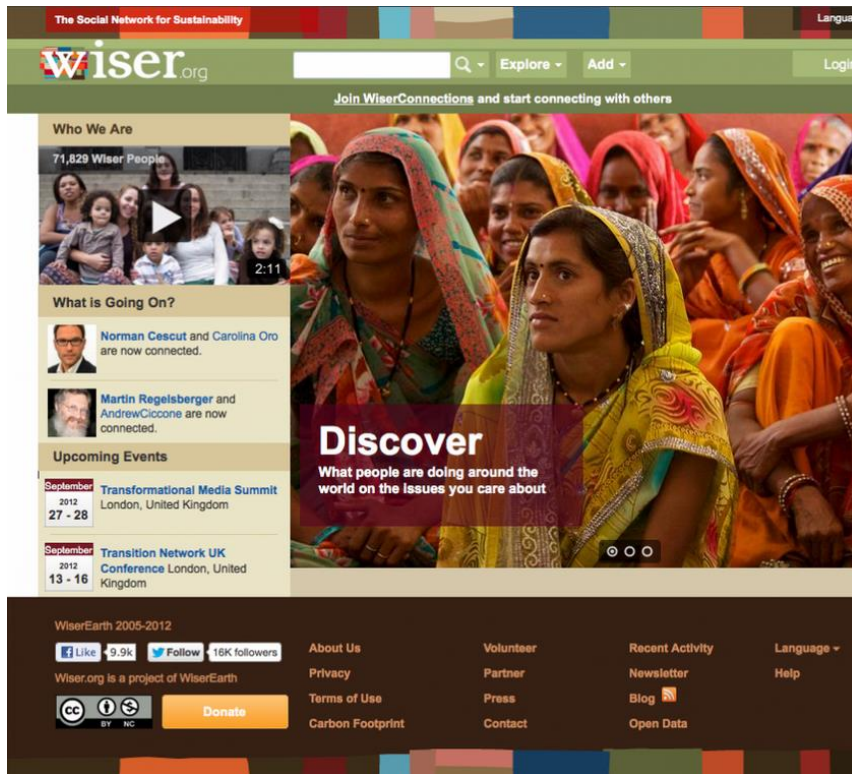 The Social Network for Sustainability
wiser.org
Explore
Add
Login
Join WiserConnections and start connecting with others
Who We Are
71,829 Wiser People
2:11
What is Going On?
Norman Cescut and Carolina Oro
are now connected.
Martin Regelsberger and
AndrewCiccone are now
connected.
Upcoming Events
September
2012
27 - 28
Transformational Media Summit
London, United Kingdom
September
2012
13 - 16
Transition Network UK
Conference London, United
Kingdom
Discover
What people are doing around the
world on the issues you care about
WiserEarth 2005-2012
Like 9.9k Follow 16K followers
Wiser.org is a project of WiserEarth
cc BY NC
Donate
About Us
Privacy
Terms of Use
Carbon Footprint
Volunteer
Partner
Press
Contact
Recent Activity
Newsletter
Blog
Open Data
Language
Help